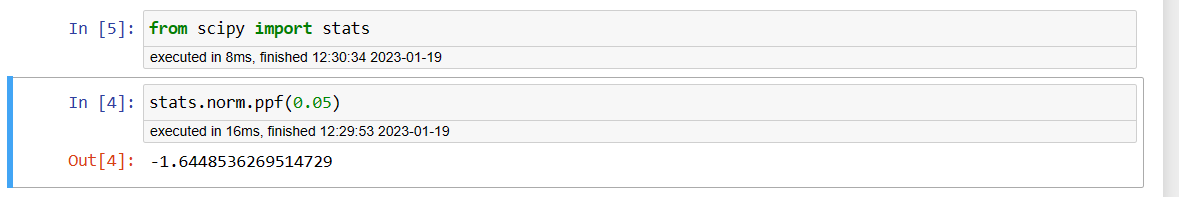 In [5]: from scipy import stats
executed in 8ms, finished 12:30:34 2023-01-19
In [4]: stats.norm.ppf(0.05)
executed in 16ms, finished 12:29:53 2023-01-19
Out[4]: -1.6448536269514729